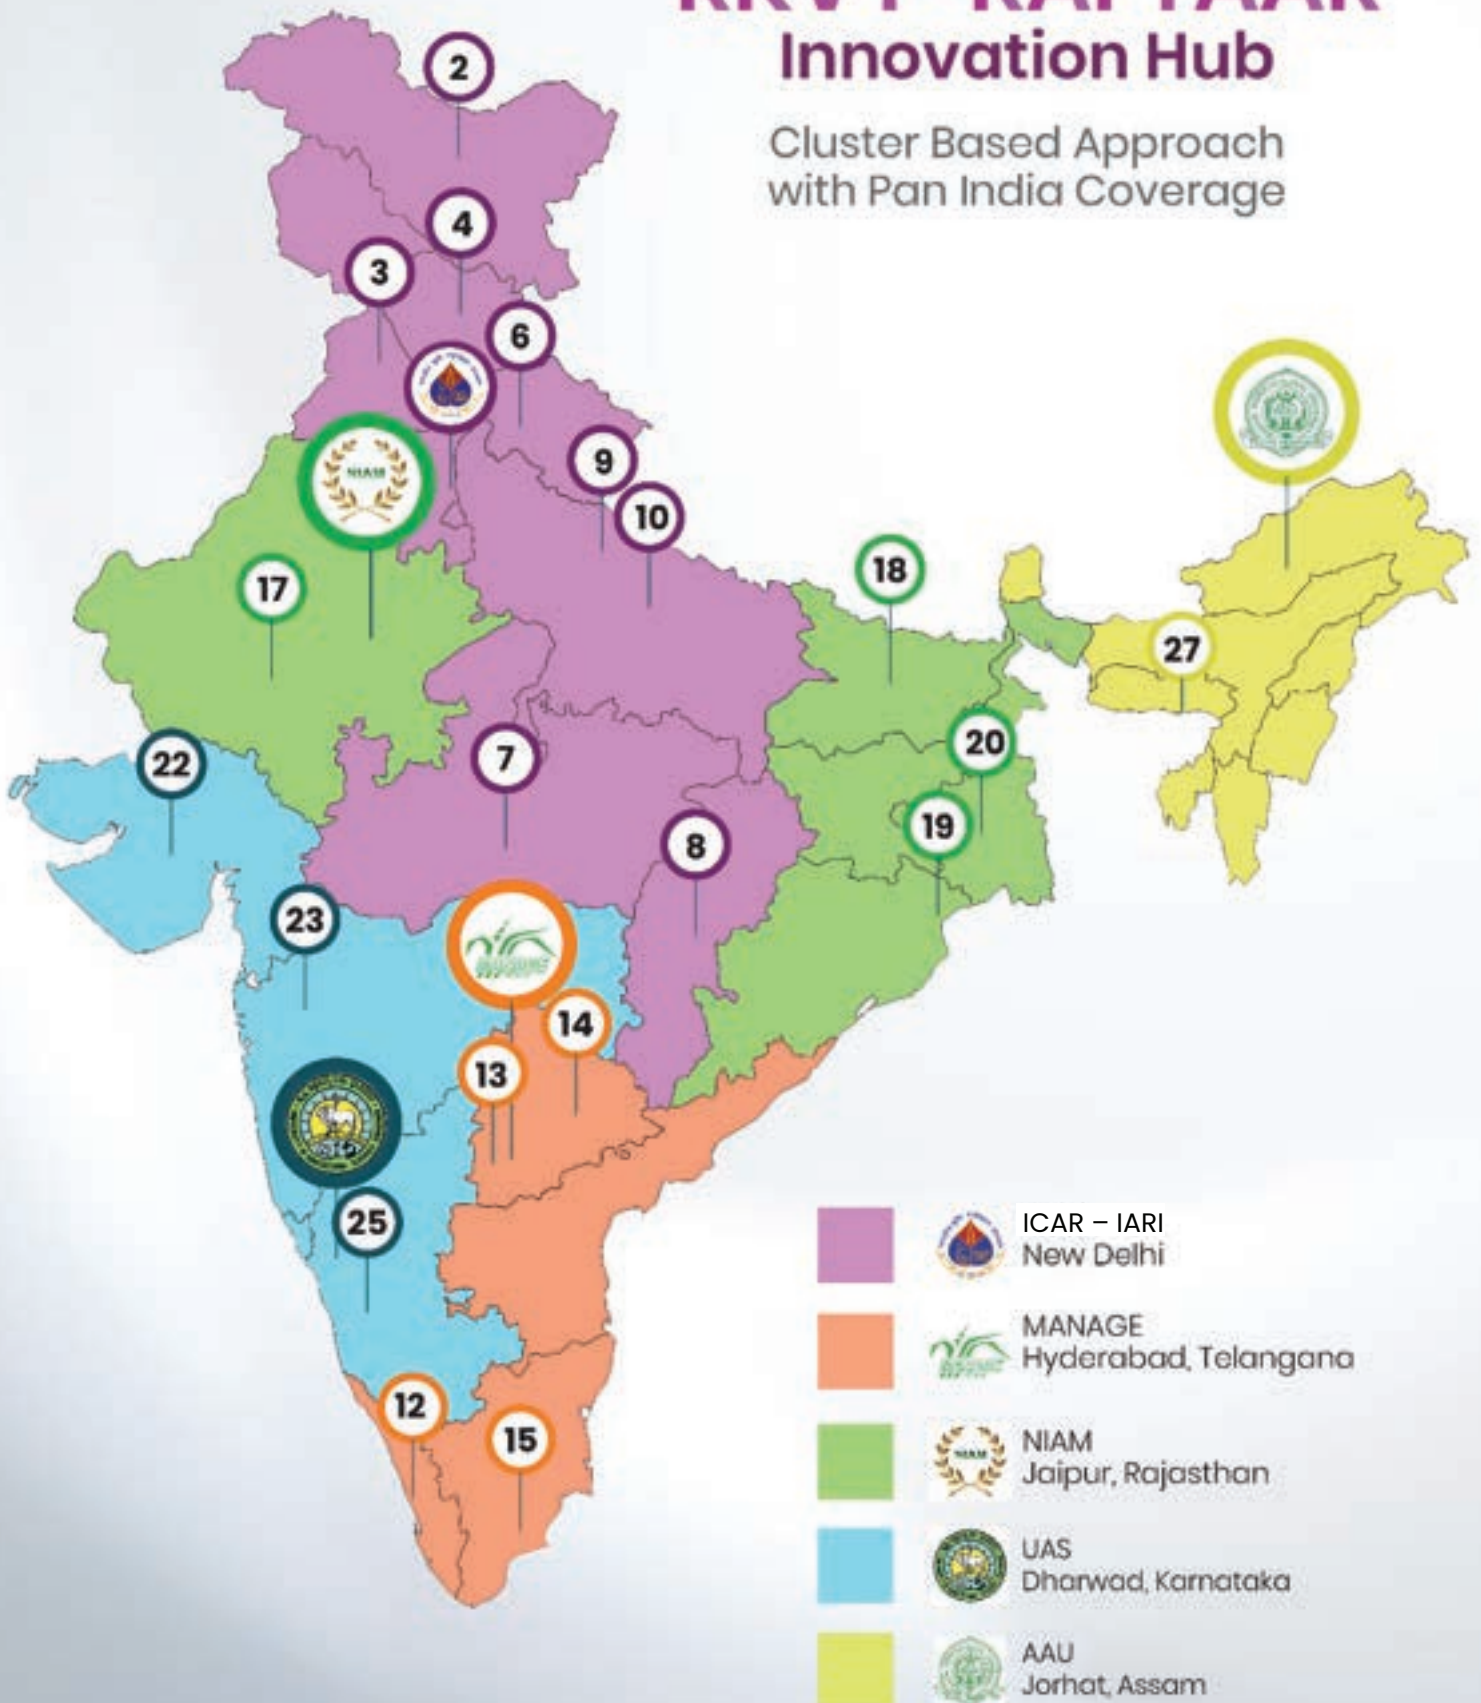 Innovation Hub
Cluster Based Approach
with Pan India Coverage
2
4
3
6
9
10
NIAM
17
18
27
22
20
7
19
8
23
14
13
25
12
15
ICAR – IARI
New Delhi
MANAGE
Hyderabad, Telangana
NIAM
NIAM
Jaipur, Rajasthan
UAS
Dharwad, Karnataka
AAU
Jorhat, Assam